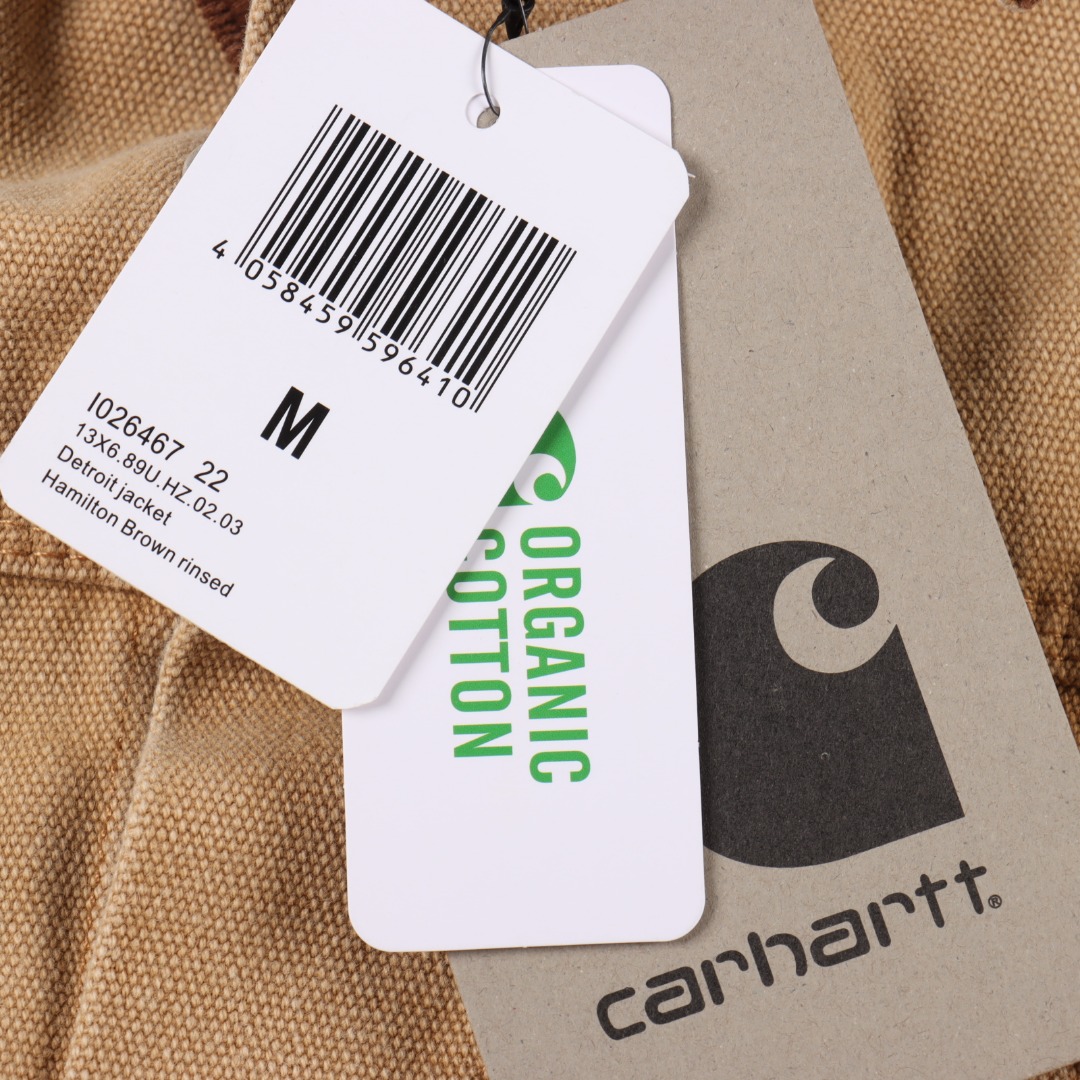 4 058459 596410
M
I026467 22
13X6.89U.HZ.02.03
Detroit jacket
Hamilton Brown rinsed
ORGANIC
COTTON
carhartt®